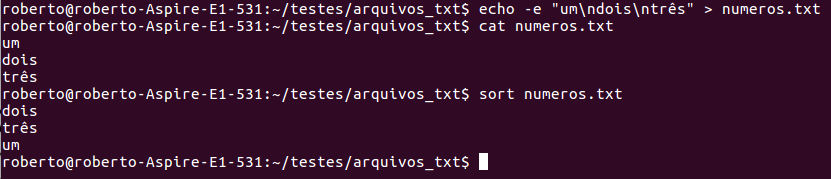 roberto@roberto-Aspire-E1-531:~/testes/arquivos_txt$ echo -e "um\ndois\ntrês" > numeros.txt
roberto@roberto-Aspire-E1-531:~/testes/arquivos_txt$ cat numeros.txt
um
dois
três
roberto@roberto-Aspire-E1-531:~/testes/arquivos_txt$ sort numeros.txt
dois
três
um
roberto@roberto-Aspire-E1-531:~/testes/arquivos_txt$